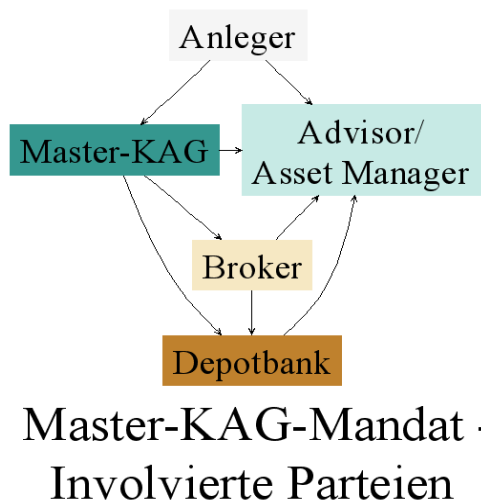 Anleger
Master-KAG
Advisor/
Asset Manager
Broker
Depotbank
Master-KAG-Mandat -
Involvierte Parteien